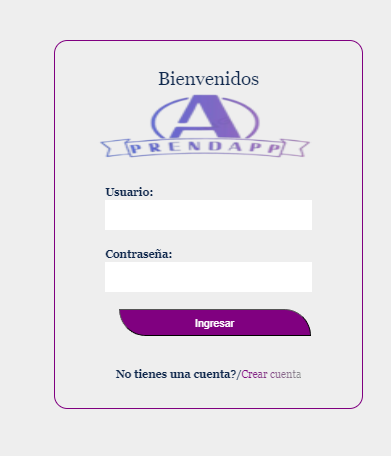 Bienvenidos
A
PRENDAPP
Usuario:
Contraseña:
Ingresar
No tienes una cuenta?/Crear cuenta